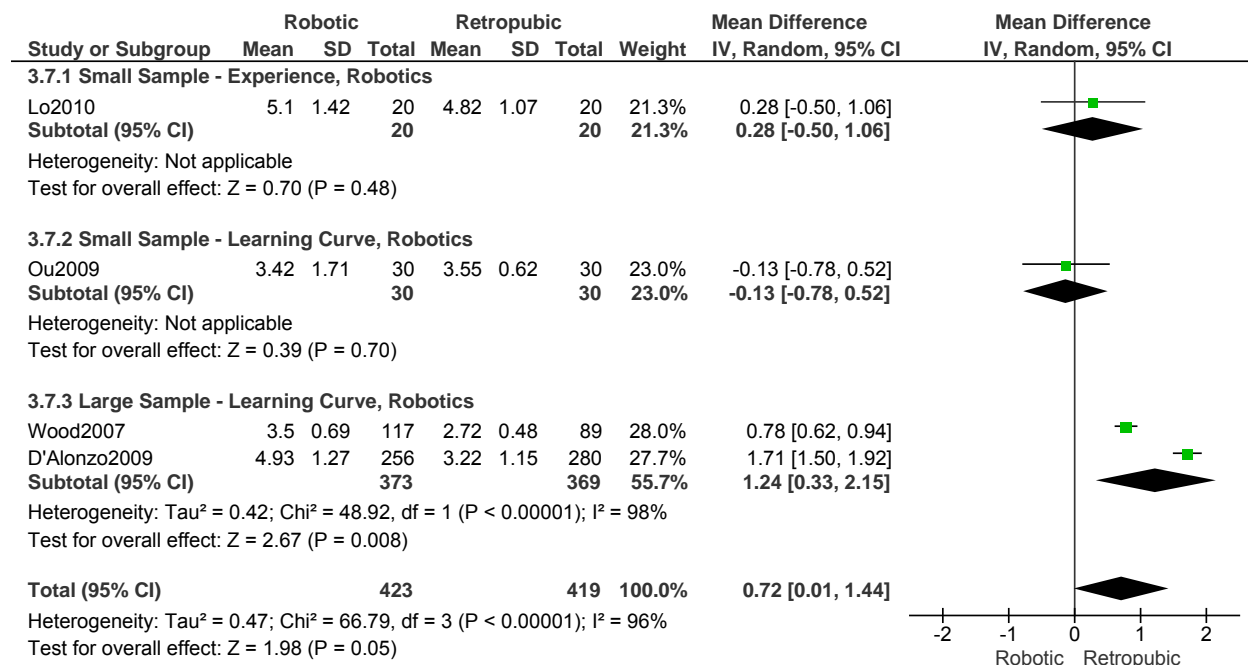 Robotic Retropubic Mean Difference Mean Difference
Study or Subgroup Mean SD Total Mean SD Total Weight IV, Random, 95% CI IV, Random, 95% CI
3.7.1 Small Sample - Experience, Robotics
Lo2010 5.1 1.42 20 4.82 1.07 20 21.3% 0.28 [-0.50, 1.06]
Subtotal (95% CI) 20 20 21.3% 0.28 [-0.50, 1.06]
Heterogeneity: Not applicable
Test for overall effect: Z = 0.70 (P = 0.48)
3.7.2 Small Sample - Learning Curve, Robotics
Ou2009 3.42 1.71 30 3.55 0.62 30 23.0% -0.13 [-0.78, 0.52]
Subtotal (95% CI) 30 30 23.0% -0.13 [-0.78, 0.52]
Heterogeneity: Not applicable
Test for overall effect: Z = 0.39 (P = 0.70)
3.7.3 Large Sample - Learning Curve, Robotics
Wood2007 3.5 0.69 117 2.72 0.48 89 28.0% 0.78 [0.62, 0.94]
D'Alonzo2009 4.93 1.27 256 3.22 1.15 280 27.7% 1.71 [1.50, 1.92]
Subtotal (95% CI) 373 369 55.7% 1.24 [0.33, 2.15]
Heterogeneity: Tau² = 0.42; Chi² = 48.92, df = 1 (P < 0.00001); I² = 98%
Test for overall effect: Z = 2.67 (P = 0.008)
Total (95% CI) 423 419 100.0% 0.72 [0.01, 1.44]
Heterogeneity: Tau² = 0.47; Chi² = 66.79, df = 3 (P < 0.00001); I² = 96%
Test for overall effect: Z = 1.98 (P = 0.05)
-2 -1 0 1 2
Robotic Retropubic